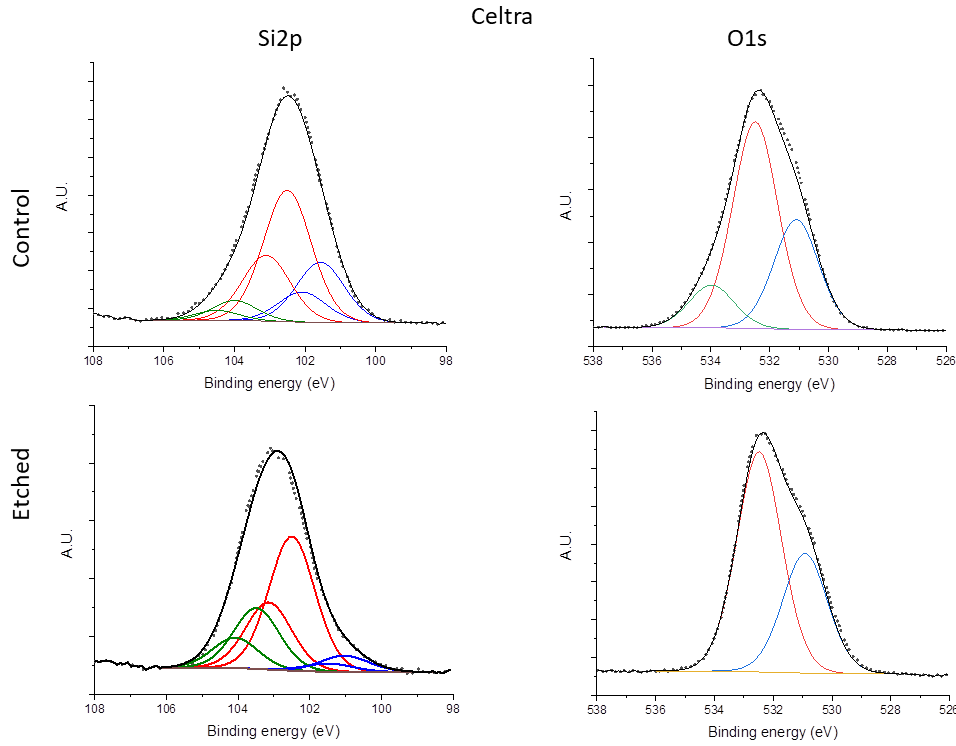 Celtra
Si2p
O1s
Control
A.U.
108 106 104 102 100 98
Binding energy (eV)
A.U.
538 536 534 532 530 528 526
Binding energy (eV)
Etched
A.U.
108 106 104 102 100 98
Binding energy (eV)
A.U.
538 536 534 532 530 528 526
Binding energy (eV)